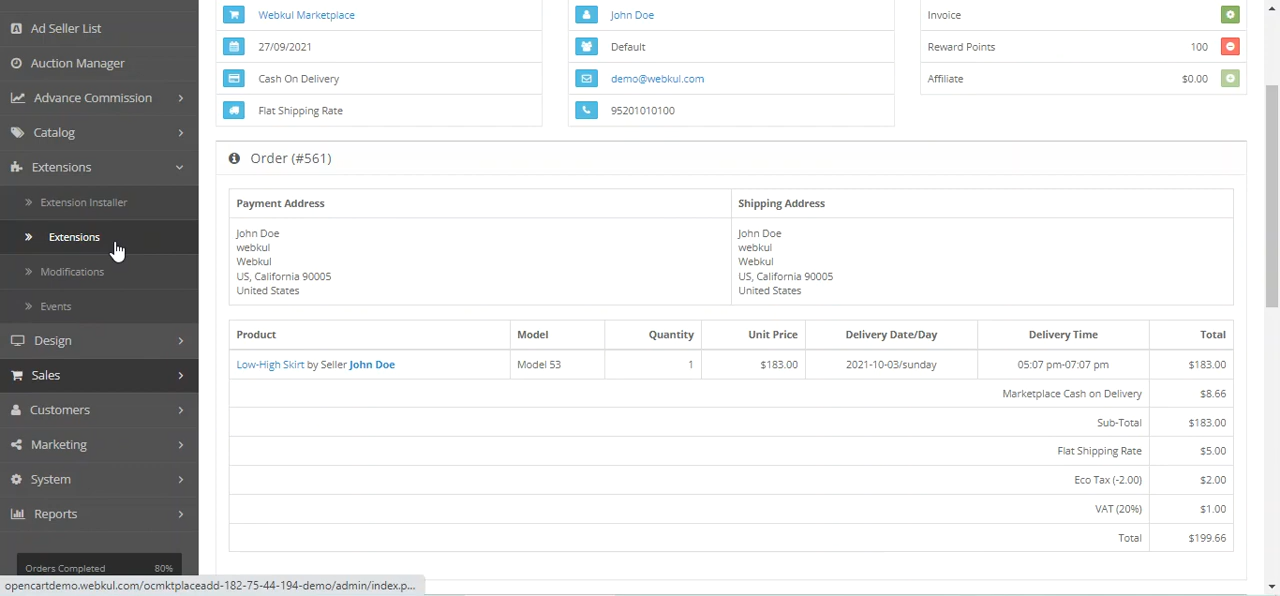 Ad Seller List
Auction Manager
Advance Commission
Catalog
Extensions
Extension Installer
Extensions
Modifications
Events
Design
Sales
Customers
Marketing
System
Reports
Orders Completed 80%
opencartdemo.webkul.com/ocmktplaceadd-182-75-44-194-demo/admin/index.p...
Webkul Marketplace
27/09/2021
Cash On Delivery
Flat Shipping Rate
John Doe
Default
demo@webkul.com
95201010100
Invoice
Reward Points 100
Affiliate $0.00
Order (#561)
Payment Address
John Doe
webkul
Webkul
US, California 90005
United States
Shipping Address
John Doe
webkul
Webkul
US, California 90005
United States
Product Model Quantity Unit Price Delivery Date/Day Delivery Time Total
Low-High Skirt by Seller John Doe Model 53 1 $183.00 2021-10-03/sunday 05:07 pm-07:07 pm $183.00
Marketplace Cash on Delivery $8.66
Sub-Total $183.00
Flat Shipping Rate $5.00
Eco Tax (-2.00) $2.00
VAT (20%) $1.00
Total $199.66